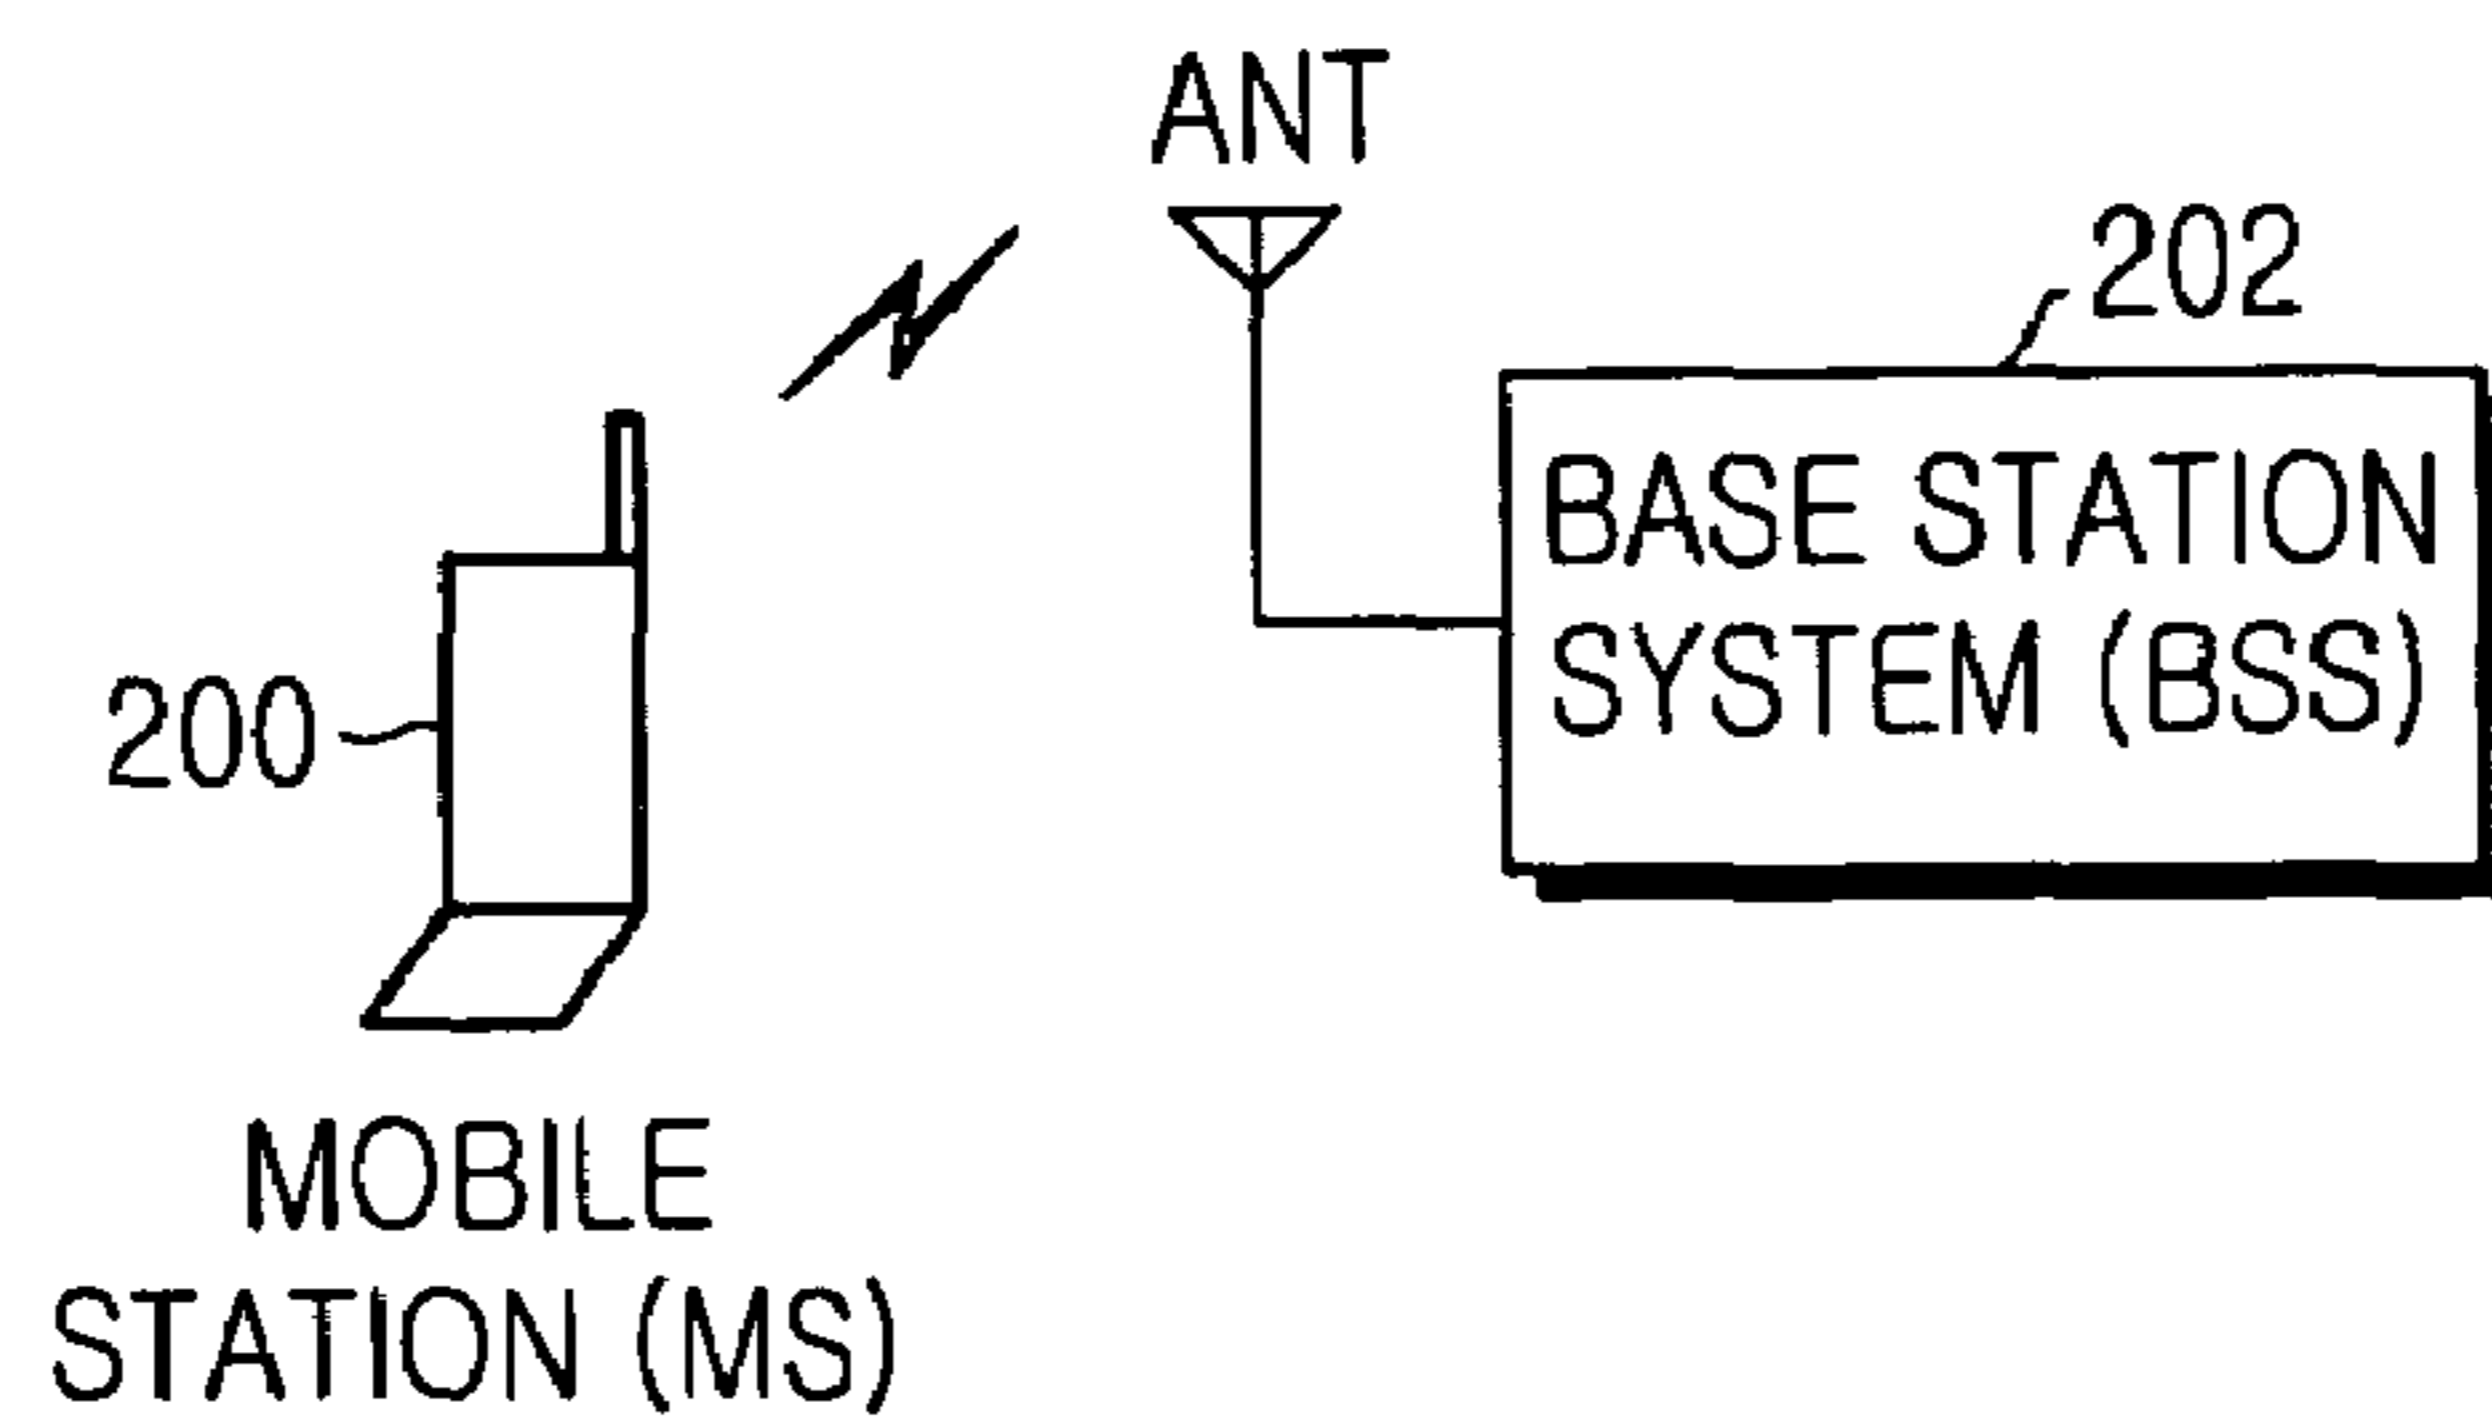 ANT
202
BASE STATION
SYSTEM (BSS)
200
MOBILE
STATION (MS)